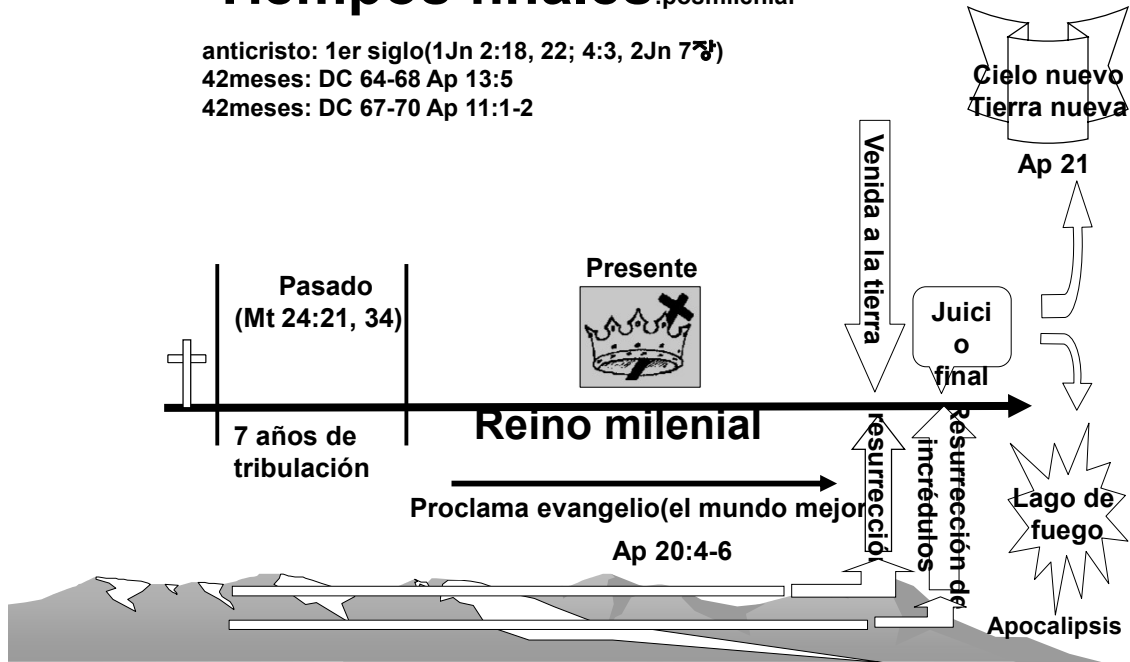 Tiempos finales:posmilenial
anticristo: 1er siglo(1Jn 2:18, 22; 4:3, 2Jn 7장)
42meses: DC 64-68 Ap 13:5
42meses: DC 67-70 Ap 11:1-2
Cielo nuevo
Tierra nueva
Ap 21
Venida a la tierra
Pasado
(Mt 24:21, 34)
Presente
Juici
o
final
7 años de
tribulación
Reino milenial
Proclama evangelio(el mundo mejor
Ap 20:4-6
resurrección
Resurrección de
incrédulos
Lago de
fuego
Apocalipsis